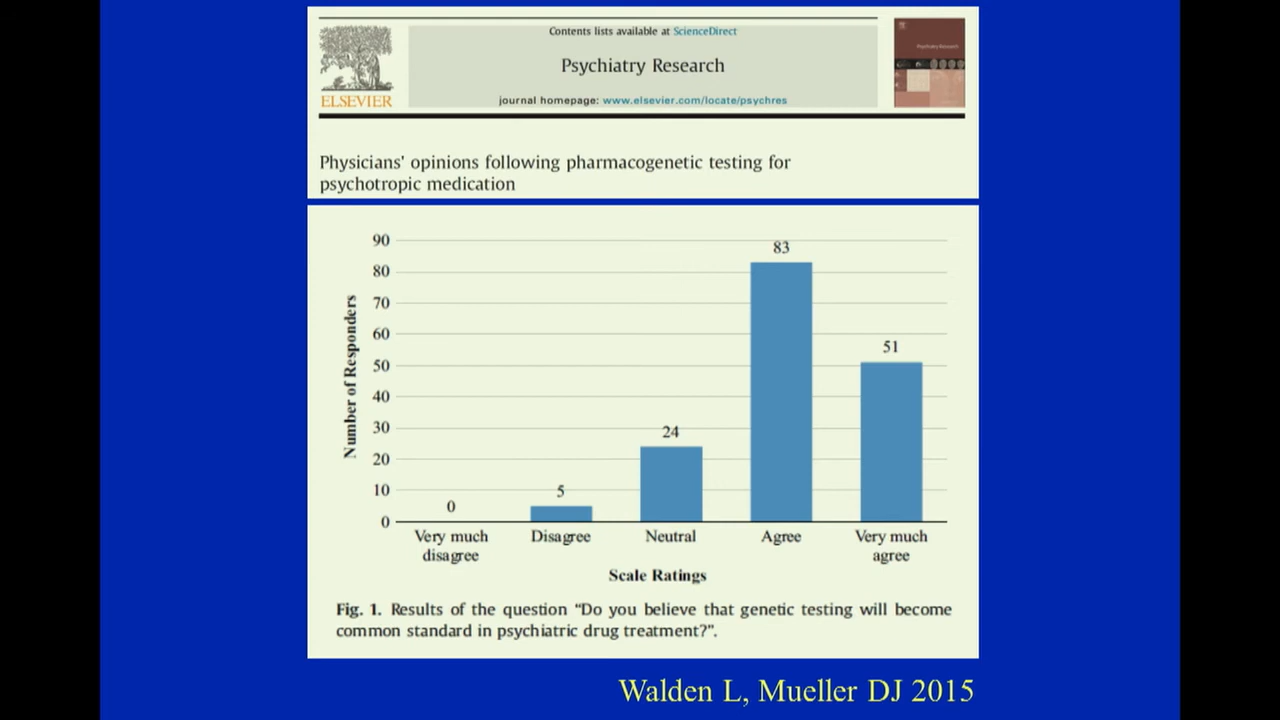 Contents lists available at ScienceDirect
Psychiatry Research
journal homepage: www.elsevier.com/locate/psychres
ELSEVIER
Psychiatry Research
Physicians' opinions following pharmacogenetic testing for
psychotropic medication
90
80
70
60
50
40
30
20
10
0
Number of Responders
0
5
24
83
51
Very much
disagree
Disagree
Neutral
Agree
Very much
agree
Scale Ratings
Fig. 1. Results of the question “Do you believe that genetic testing will become
common standard in psychiatric drug treatment?”.
Walden L, Mueller DJ 2015